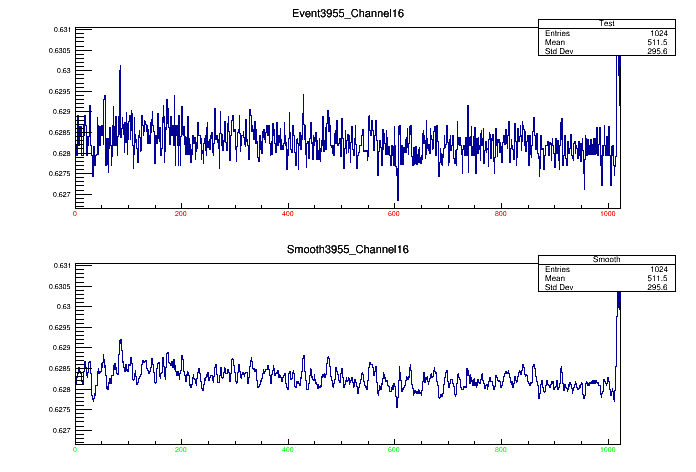 Event3955_Channel16
Test
Entries 1024
Mean 511.5
Std Dev 295.6
0.631
0.6305
0.63
0.6295
0.629
0.6285
0.628
0.6275
0.627
0 200 400 600 800 1000
Smooth3955_Channel16
Smooth
Entries 1024
Mean 511.5
Std Dev 295.6
0.631
0.6305
0.63
0.6295
0.629
0.6285
0.628
0.6275
0.627
0 200 400 600 800 1000